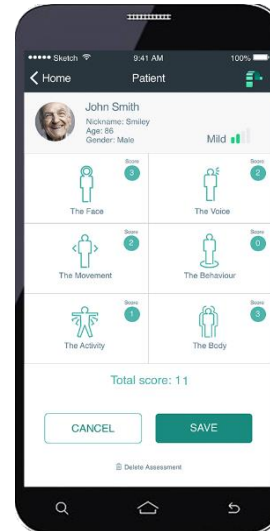 Sketch 9:41 AM 100%
Home Patient
John Smith
Nickname: Smiley
Age: 86
Gender: Male
Mild
Score
3
The Face
Score
2
The Voice
Score
2
The Movement
Score
0
The Behaviour
Score
1
The Activity
Score
3
The Body
Total score: 11
CANCEL SAVE
Delete Assessment